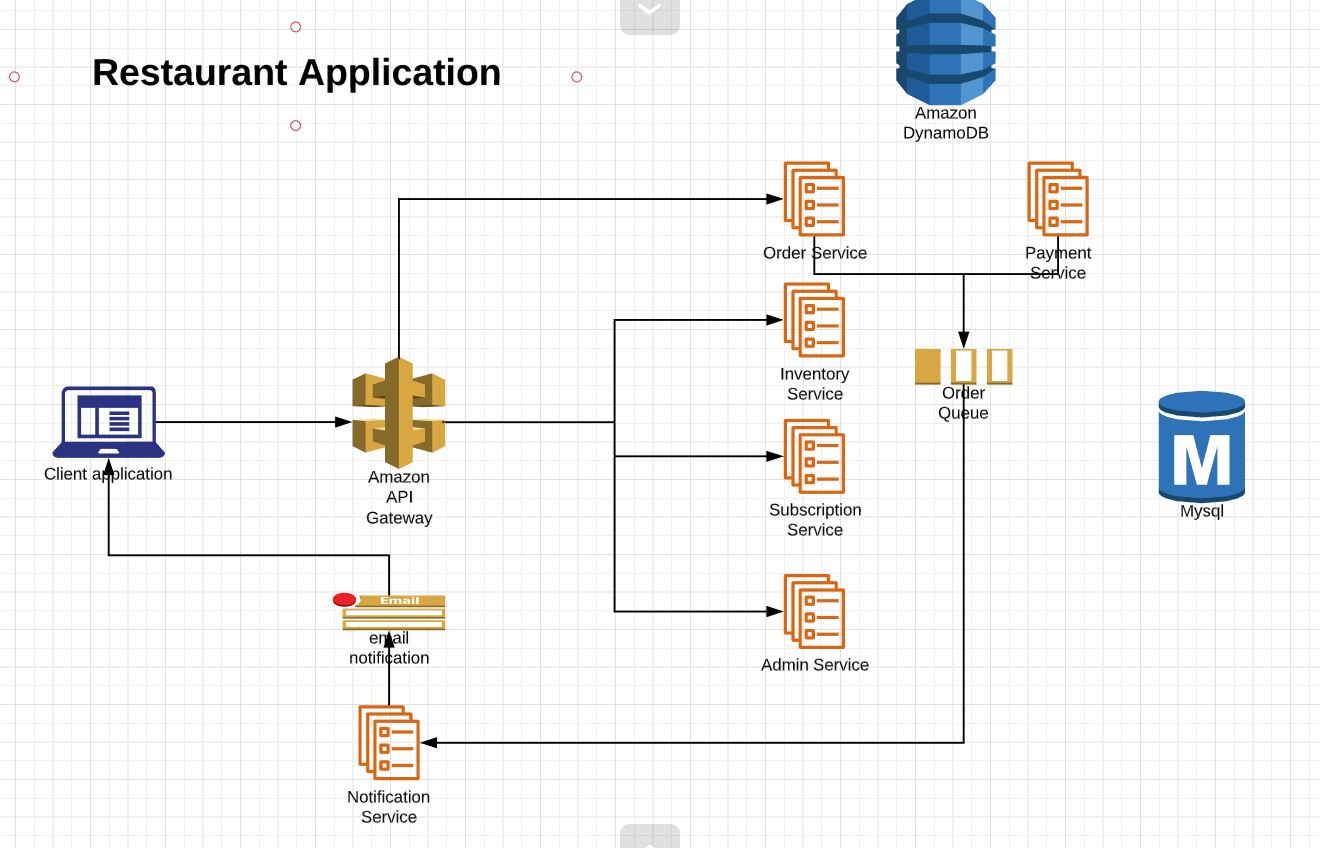 Restaurant Application
Amazon
DynamoDB
Order Service
Payment
Service
Inventory
Service
Order
Queue
Client application
Amazon
API
Gateway
Subscription
Service
M
Mysql
Email
email
notification
Admin Service
Notification
Service